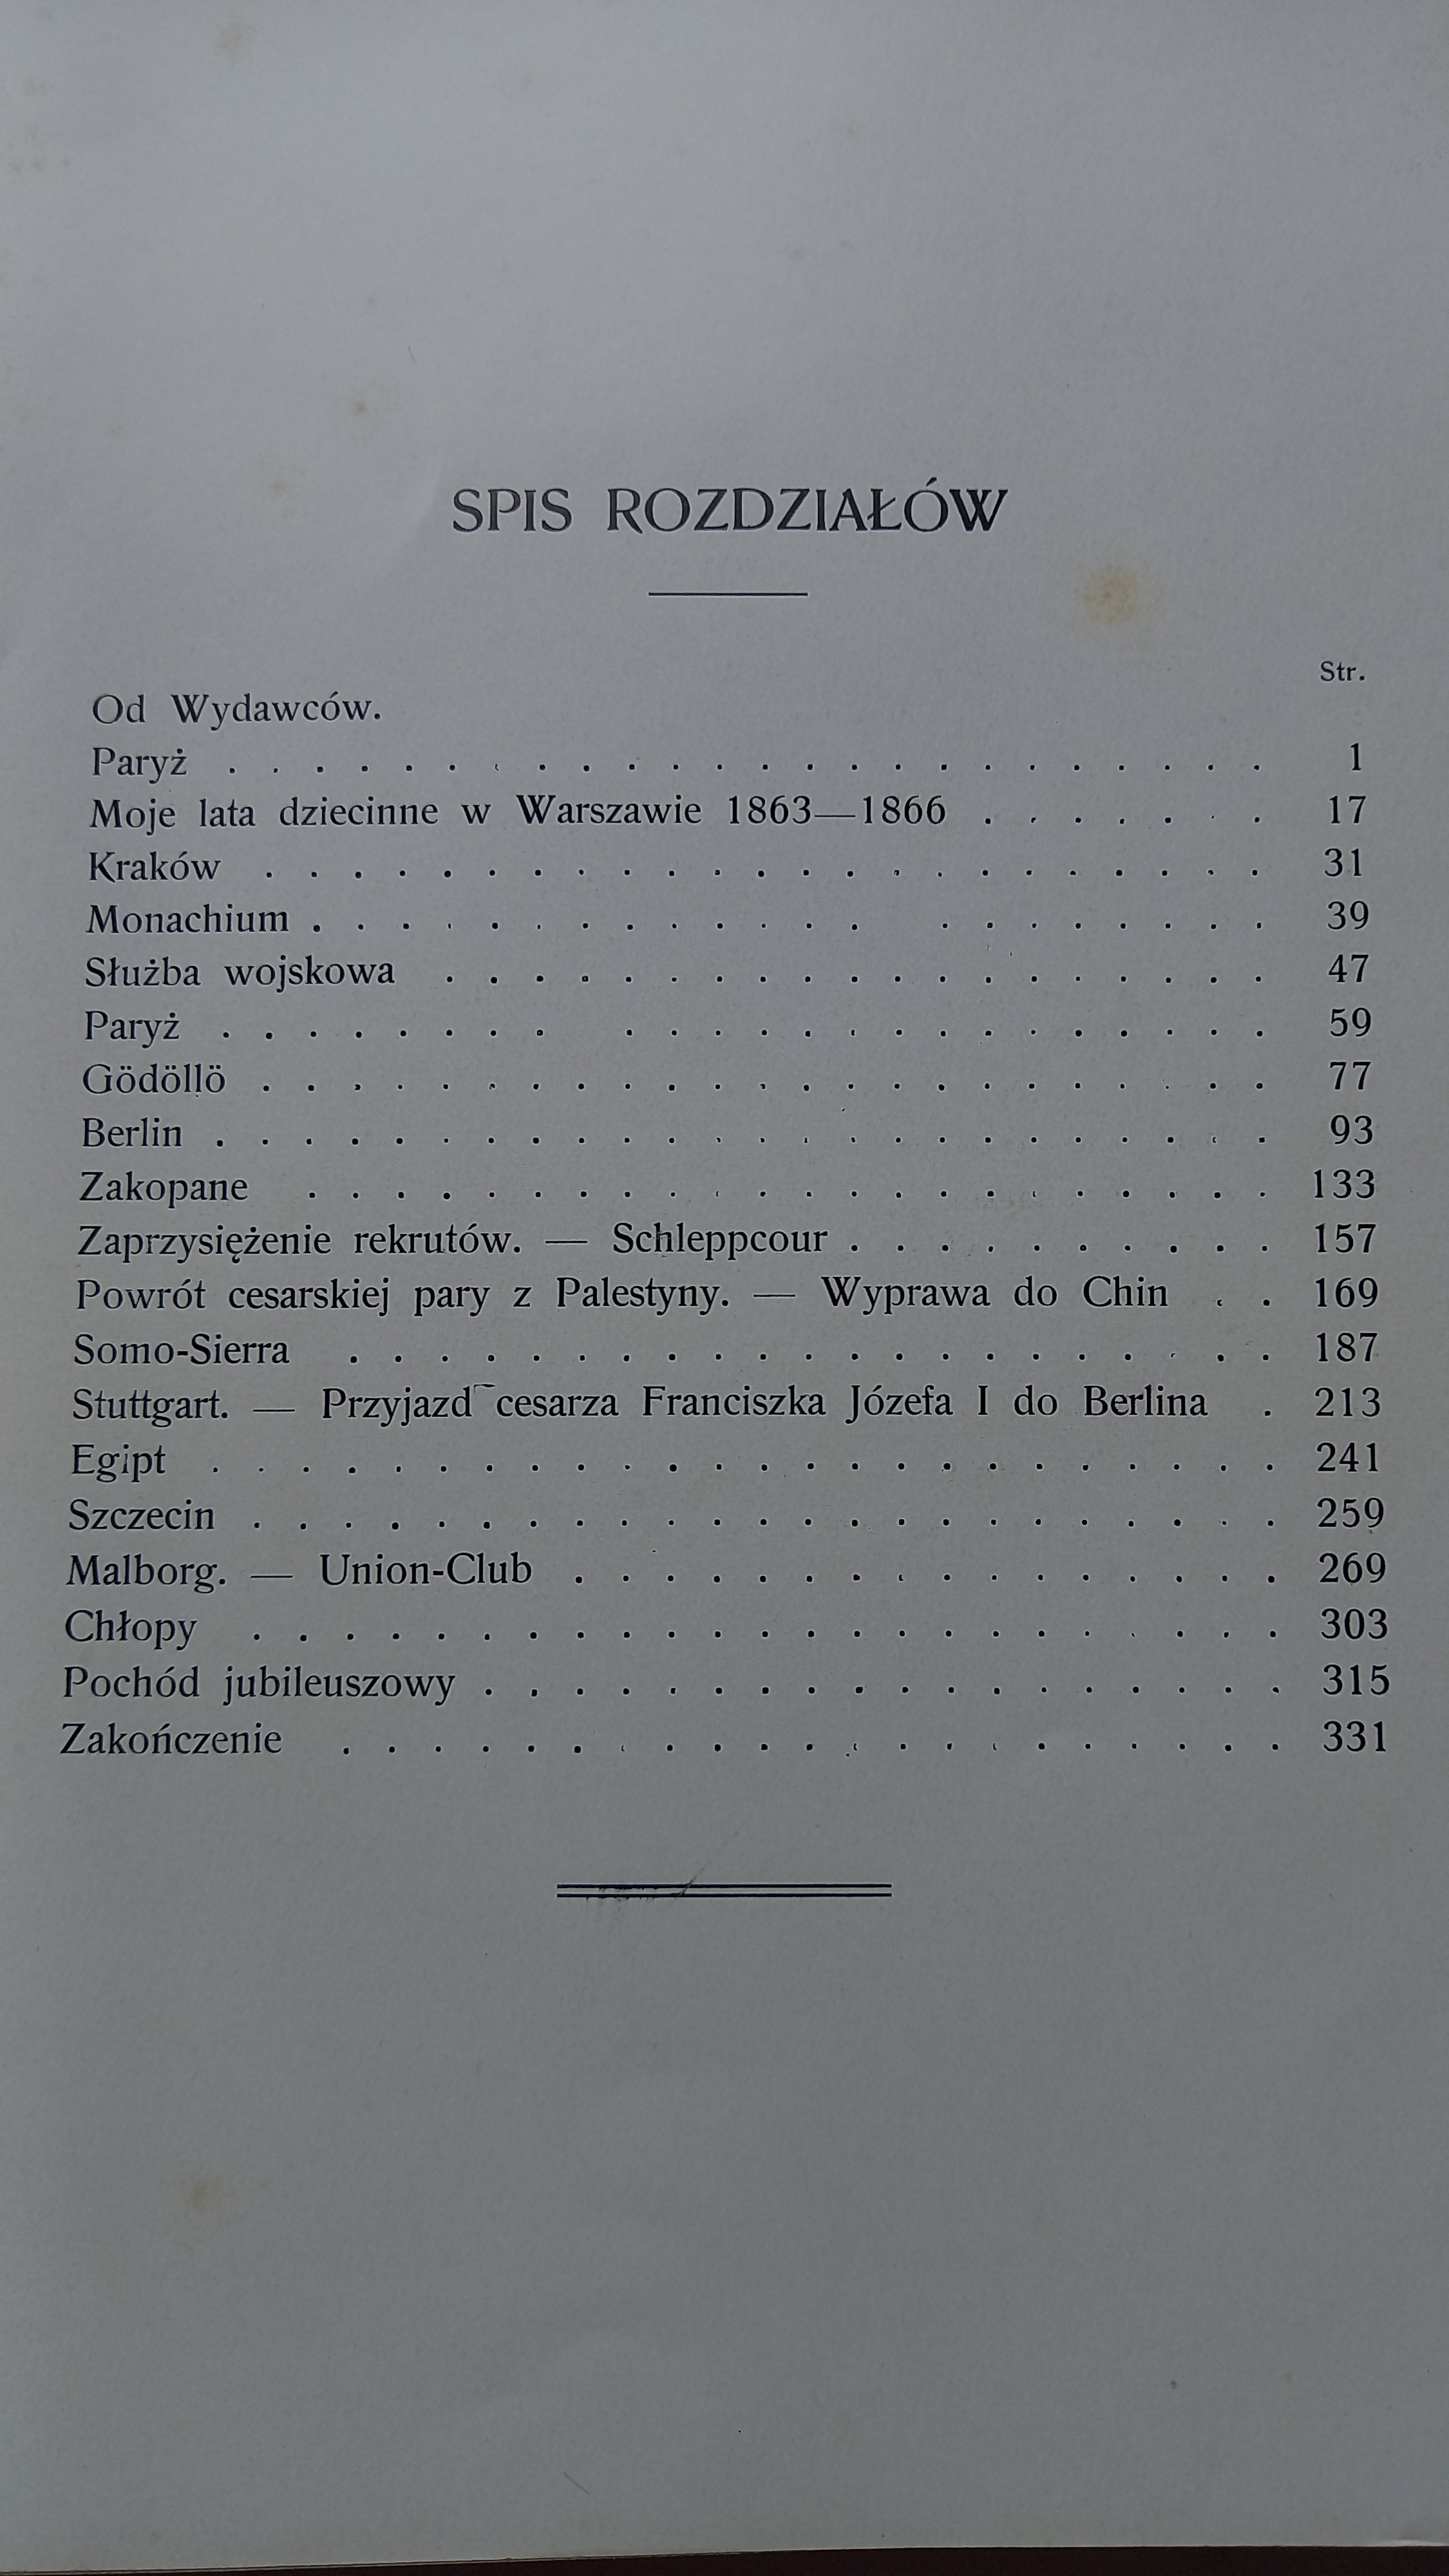 SPIS ROZDZIAŁÓW
Str.
Od Wydawców.
Paryż . . . . . . . . . . . . . . . . . . . . . . . . 1
Moje lata dziecinne w Warszawie 1863—1866 . . . . . . . 17
Kraków . . . . . . . . . . . . . . . . . . . . . . . 31
Monachium . . . . . . . . . . . . . . . . . . . . . 39
Służba wojskowa . . . . . . . . . . . . . . . . . . . 47
Paryż . . . . . . . . . . . . . . . . . . . . . . . 59
Gödöllö . . . . . . . . . . . . . . . . . . . . . . . 77
Berlin . . . . . . . . . . . . . . . . . . . . . . . . 93
Zakopane . . . . . . . . . . . . . . . . . . . . . . 133
Zaprzysiężenie rekrutów. — Schleppcour . . . . . . . . . . 157
Powrót cesarskiej pary z Palestyny. — Wyprawa do Chin . . 169
Somo-Sierra . . . . . . . . . . . . . . . . . . . . . 187
Stuttgart. — Przyjazd cesarza Franciszka Józefa I do Berlina . 213
Egipt . . . . . . . . . . . . . . . . . . . . . . . . 241
Szczecin . . . . . . . . . . . . . . . . . . . . . . . 259
Malborg. — Union-Club . . . . . . . . . . . . . . . . 269
Chłopy . . . . . . . . . . . . . . . . . . . . . . . 303
Pochód jubileuszowy . . . . . . . . . . . . . . . . . . 315
Zakończenie . . . . . . . . . . . . . . . . . . . . . 331